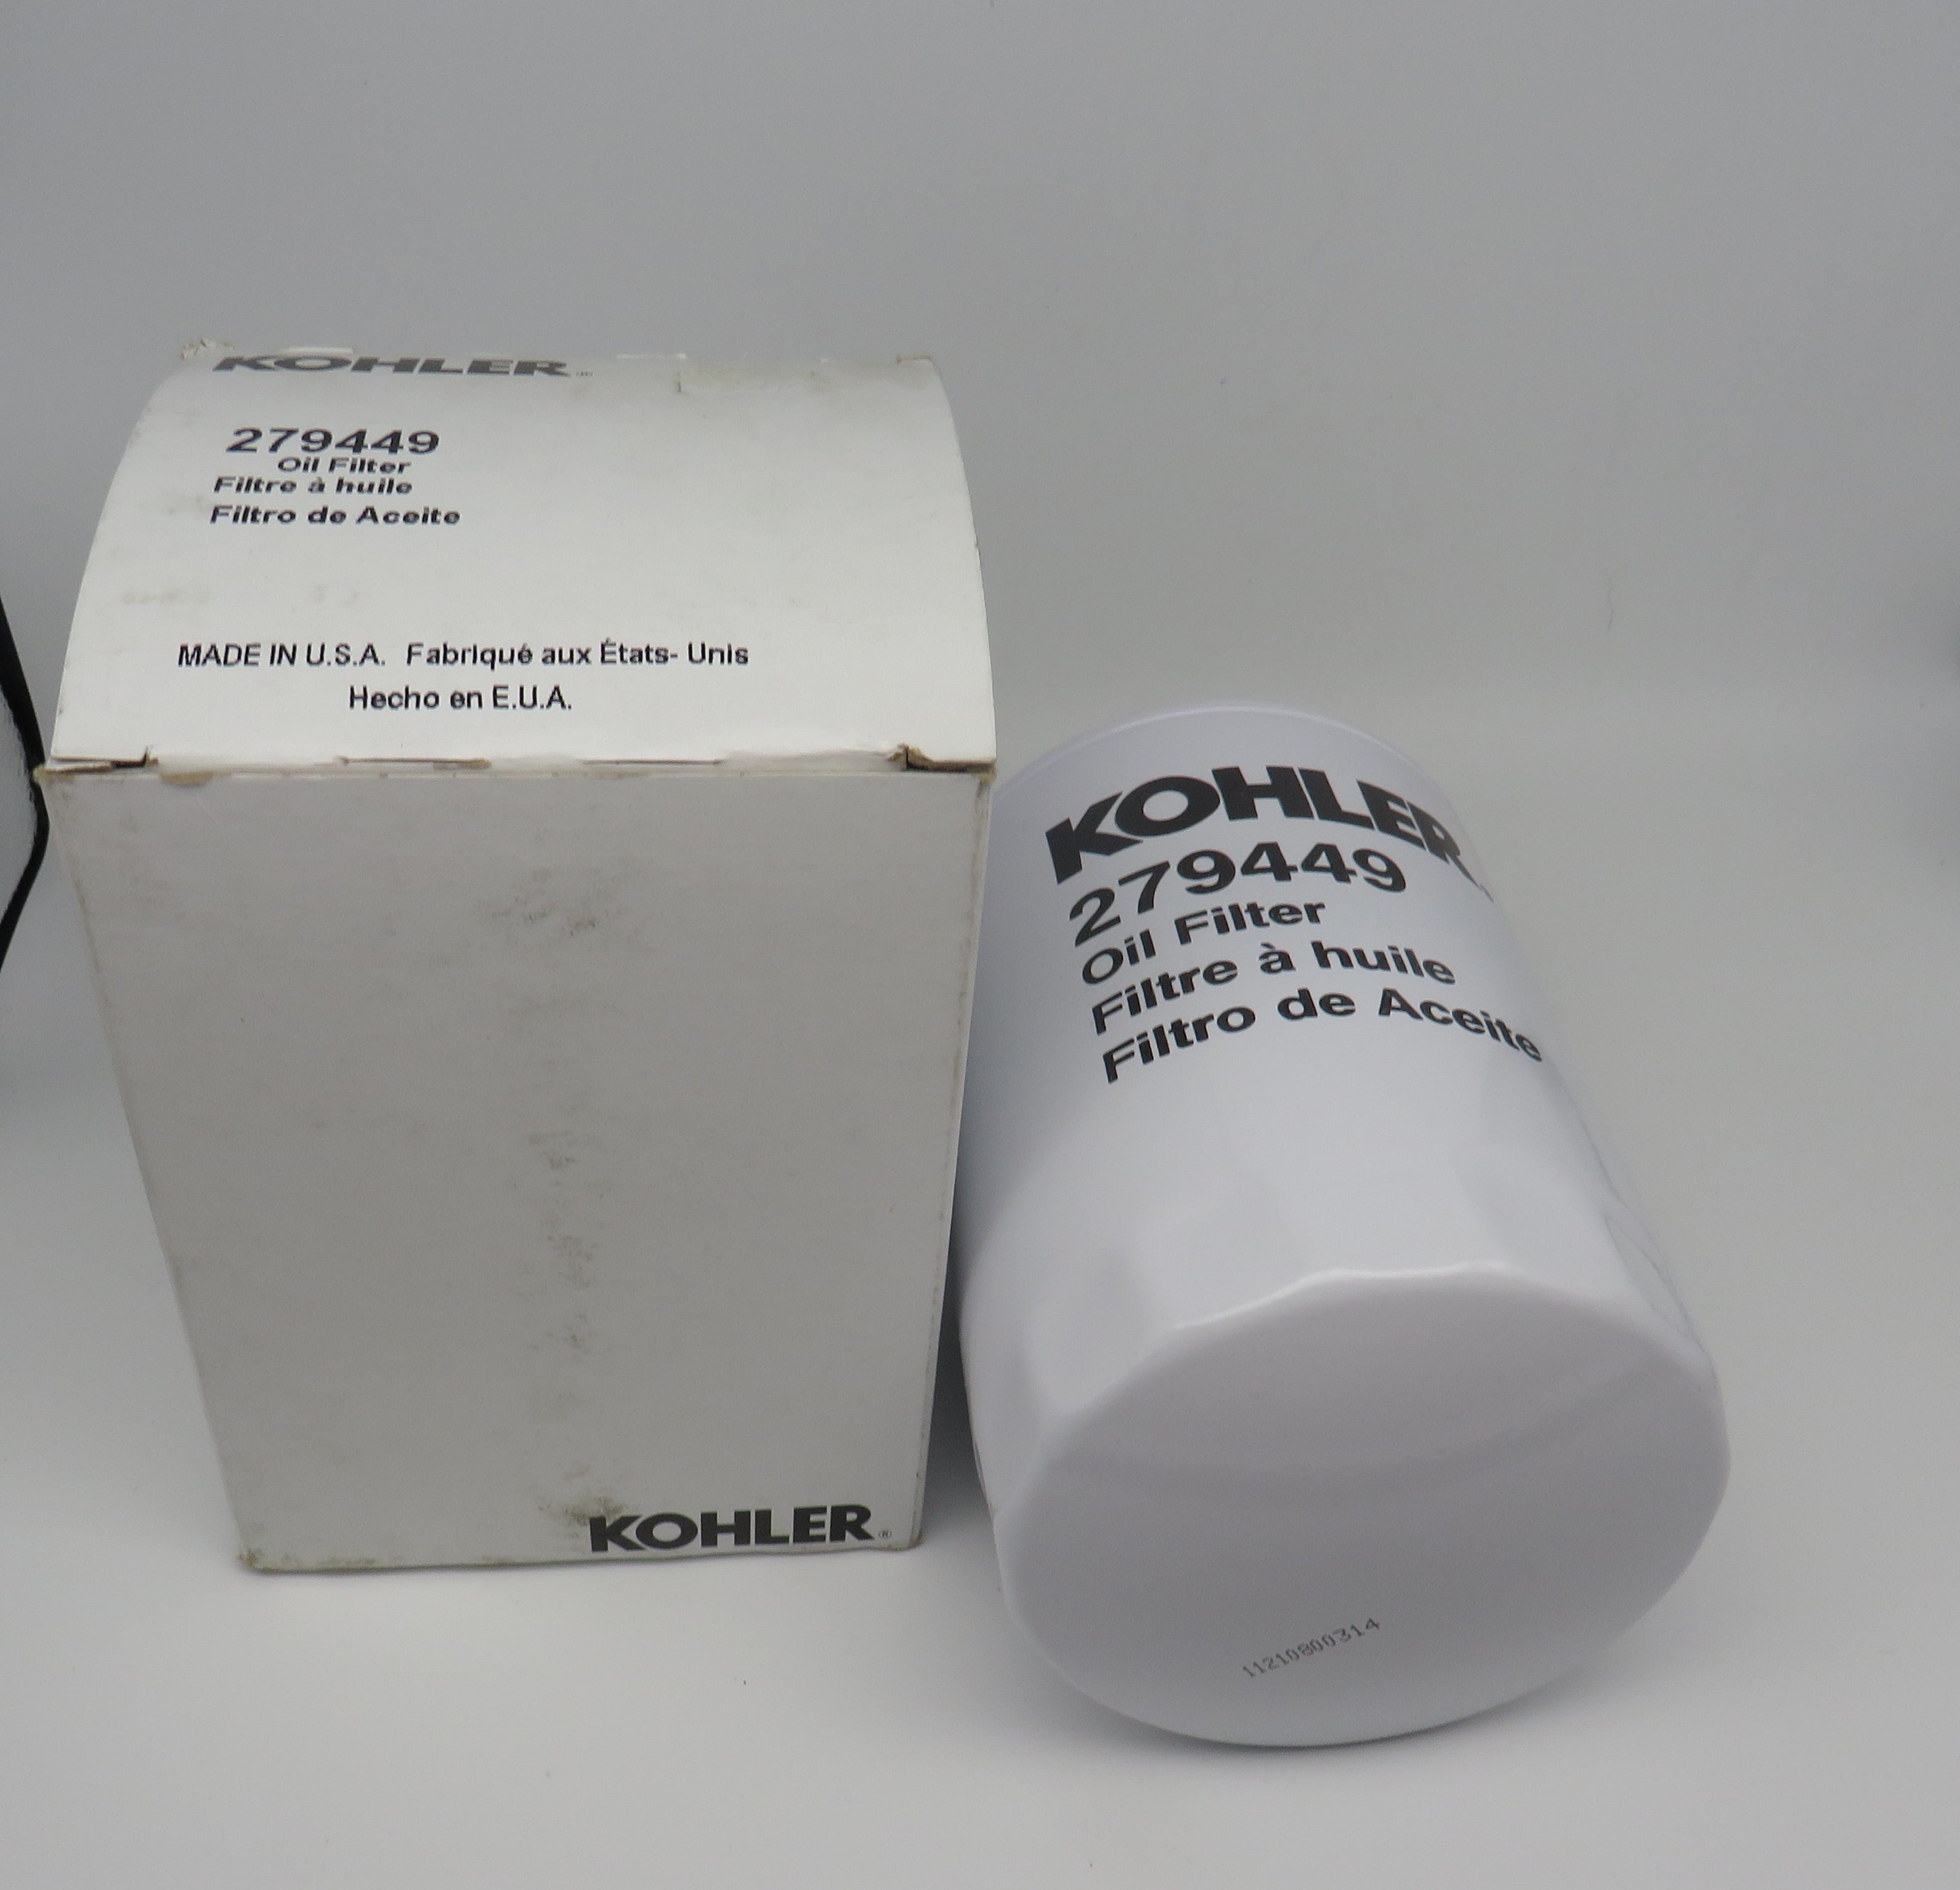 KOHLER
279449
Oil Filter
Filtre à huile
Filtro de Aceite
MADE IN U.S.A. Fabriqué aux États- Unis
Hecho en E.U.A.
KOHLER®
KOHLER
279449
Oil Filter
Filtre à huile
Filtro de Aceite
11210800314